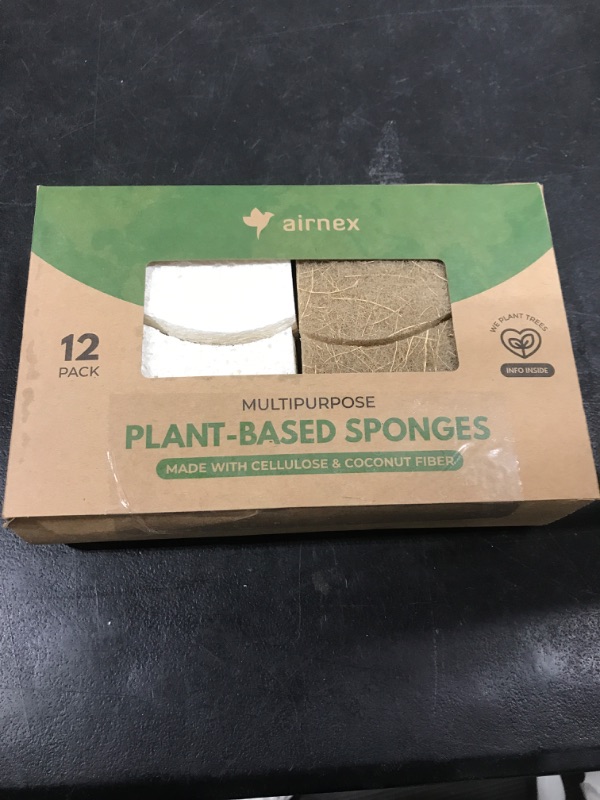 airnex
12
PACK
WE PLANT TREES
INFO INSIDE
MULTIPURPOSE
PLANT-BASED SPONGES
MADE WITH CELLULOSE & COCONUT FIBER